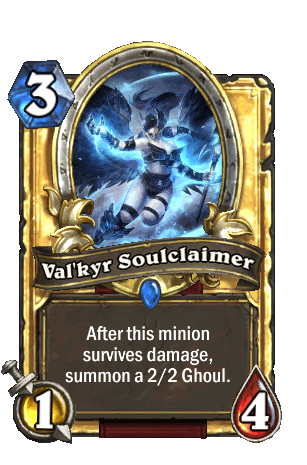 3
Val'kyr Soulclaimer
After this minion
survives damage,
summon a 2/2 Ghoul.
1
4